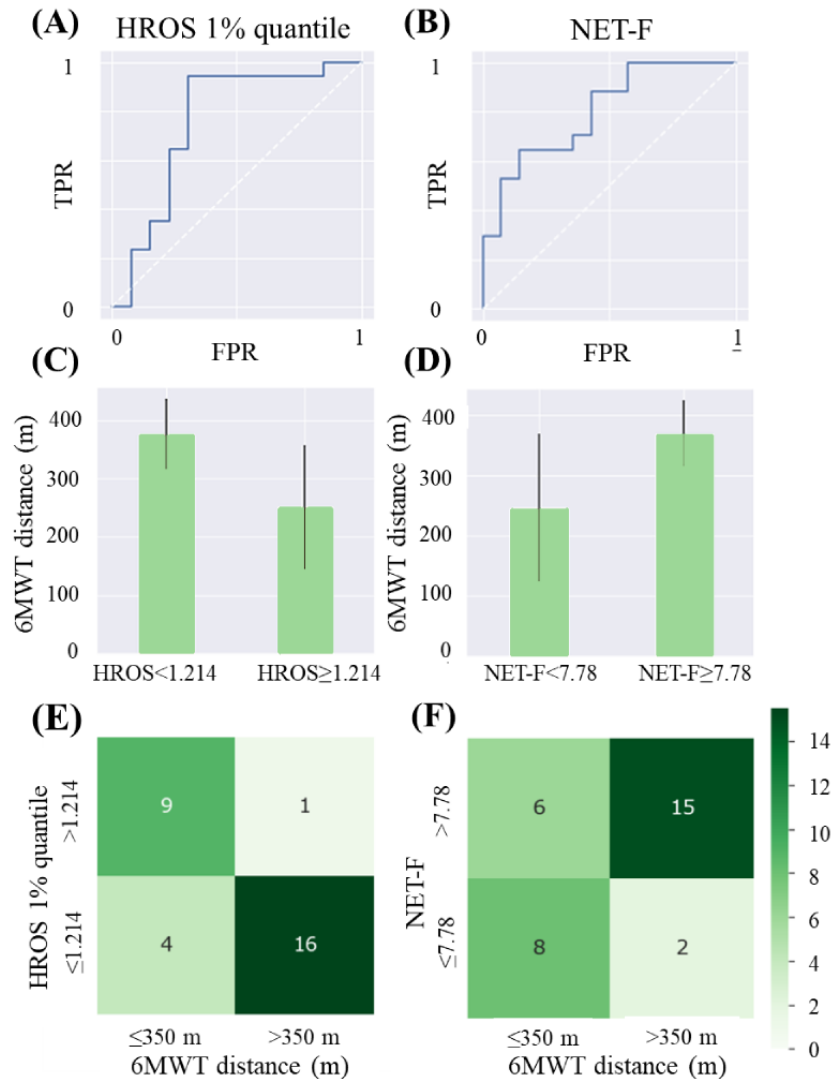 (A) HROS 1% quantile
1
TPR
0
0 1
FPR
(B) NET-F
1
TPR
0
0 1
FPR
(C)
6MWT distance (m)
400
300
200
100
0
HROS<1.214 HROS≥1.214
(D)
6MWT distance (m)
400
300
200
100
0
NET-F<7.78 NET-F≥7.78
(E)
HROS 1% quantile
>1.214
≤1.214
9 1
4 16
≤350 m >350 m
6MWT distance (m)
(F)
NET-F
>7.78
≤7.78
6 15
8 2
≤350 m >350 m
6MWT distance (m)
14
12
10
8
6
4
2
0